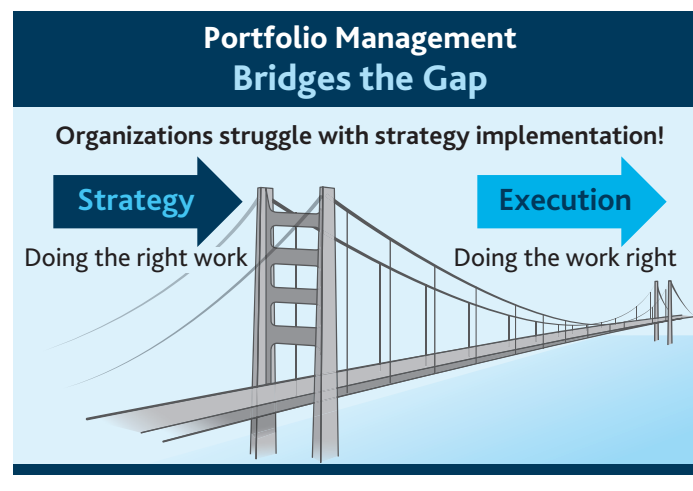 Portfolio Management
Bridges the Gap
Organizations struggle with strategy implementation!
Strategy
Execution
Doing the right work
Doing the work right